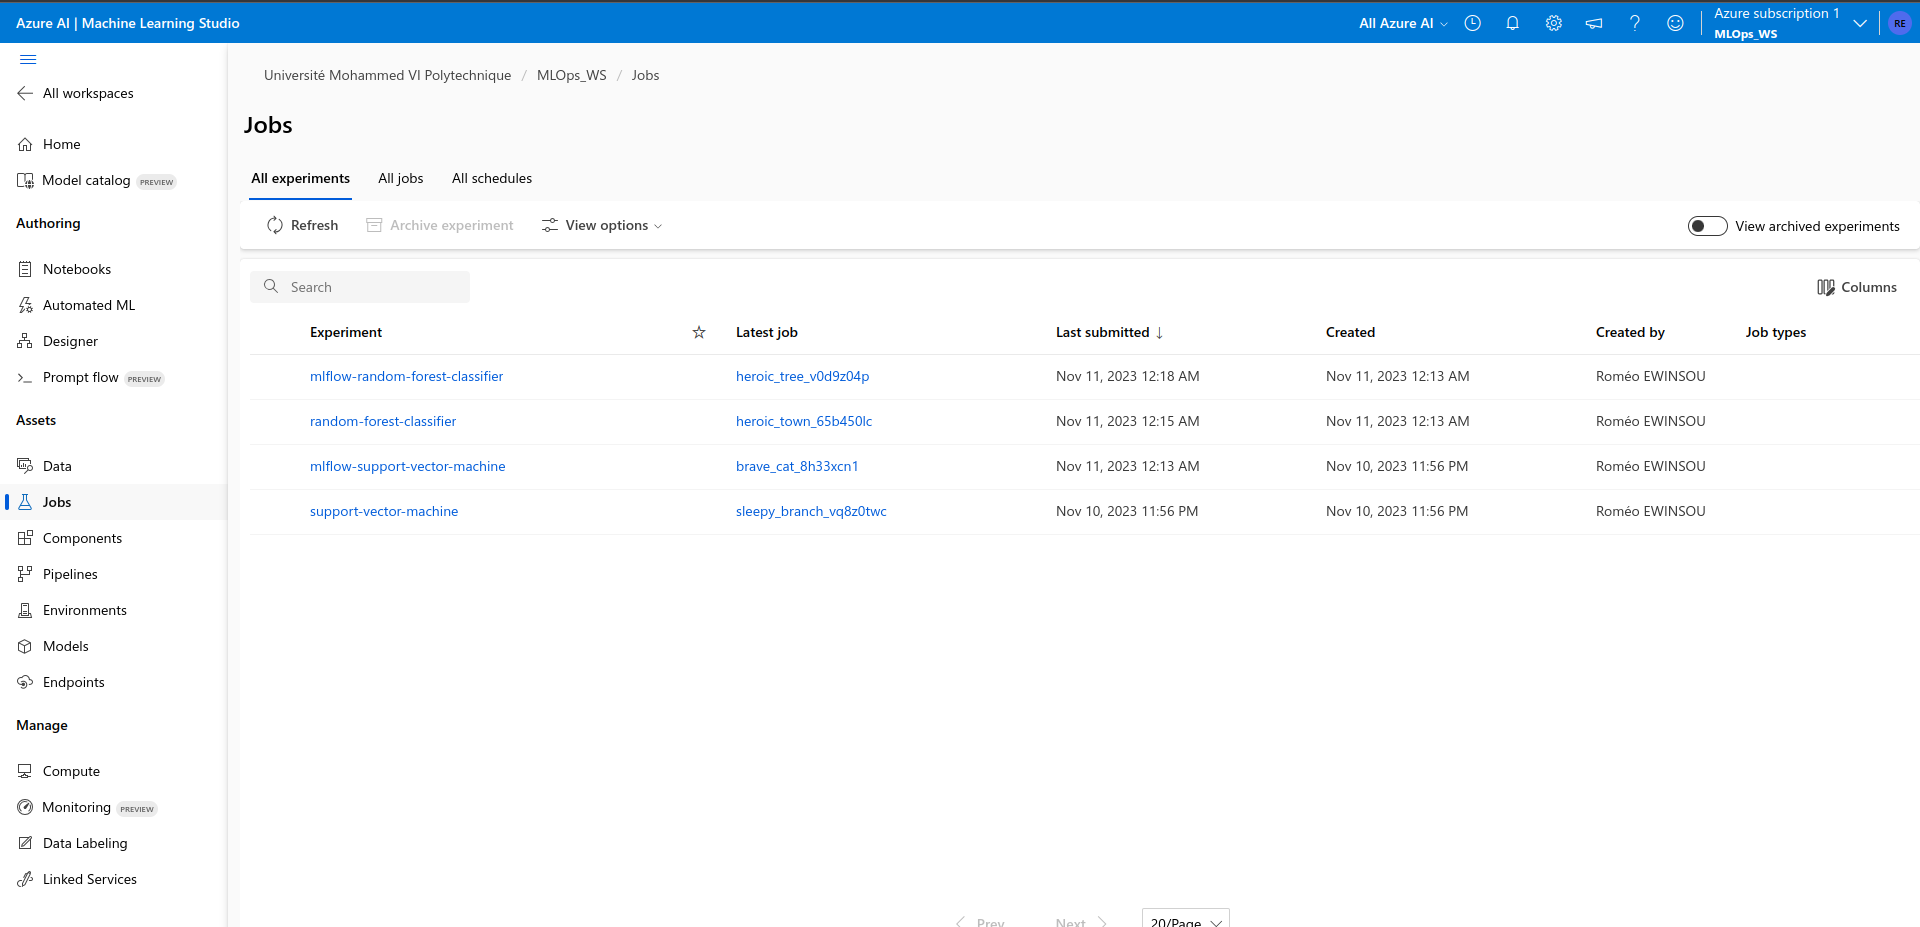 Azure AI | Machine Learning Studio
All Azure AI
Azure subscription 1
MLOps_WS
RE
All workspaces
Home
Model catalog PREVIEW
Authoring
Notebooks
Automated ML
Designer
Prompt flow PREVIEW
Assets
Data
Jobs
Components
Pipelines
Environments
Models
Endpoints
Manage
Compute
Monitoring PREVIEW
Data Labeling
Linked Services
Université Mohammed VI Polytechnique / MLOps_WS / Jobs
Jobs
All experiments All jobs All schedules
Refresh Archive experiment View options View archived experiments
Search Columns
Experiment Latest job Last submitted ↓ Created Created by Job types
mlflow-random-forest-classifier heroic_tree_v0d9z04p Nov 11, 2023 12:18 AM Nov 11, 2023 12:13 AM Roméo EWINSOU
random-forest-classifier heroic_town_65b450lc Nov 11, 2023 12:15 AM Nov 11, 2023 12:13 AM Roméo EWINSOU
mlflow-support-vector-machine brave_cat_8h33xcn1 Nov 11, 2023 12:13 AM Nov 10, 2023 11:56 PM Roméo EWINSOU
support-vector-machine sleepy_branch_vq8z0twc Nov 10, 2023 11:56 PM Nov 10, 2023 11:56 PM Roméo EWINSOU
Prev Next 20/Page